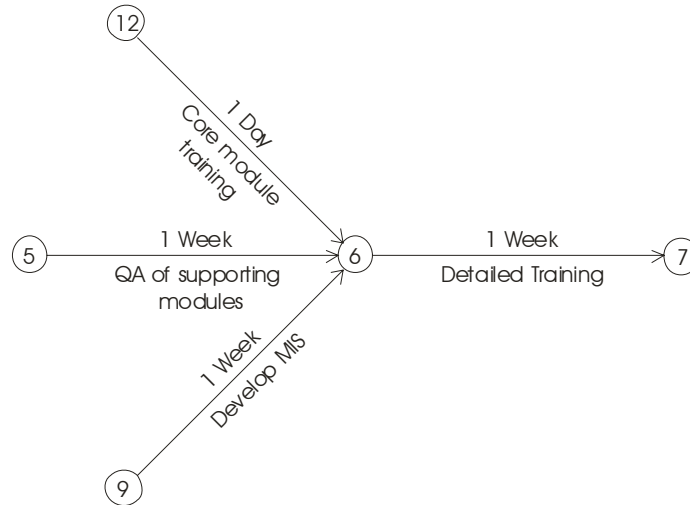 12
1 Day
Core module
training
5
1 Week
QA of supporting
modules
6
1 Week
Detailed Training
7
1 Week
Develop MIS
9